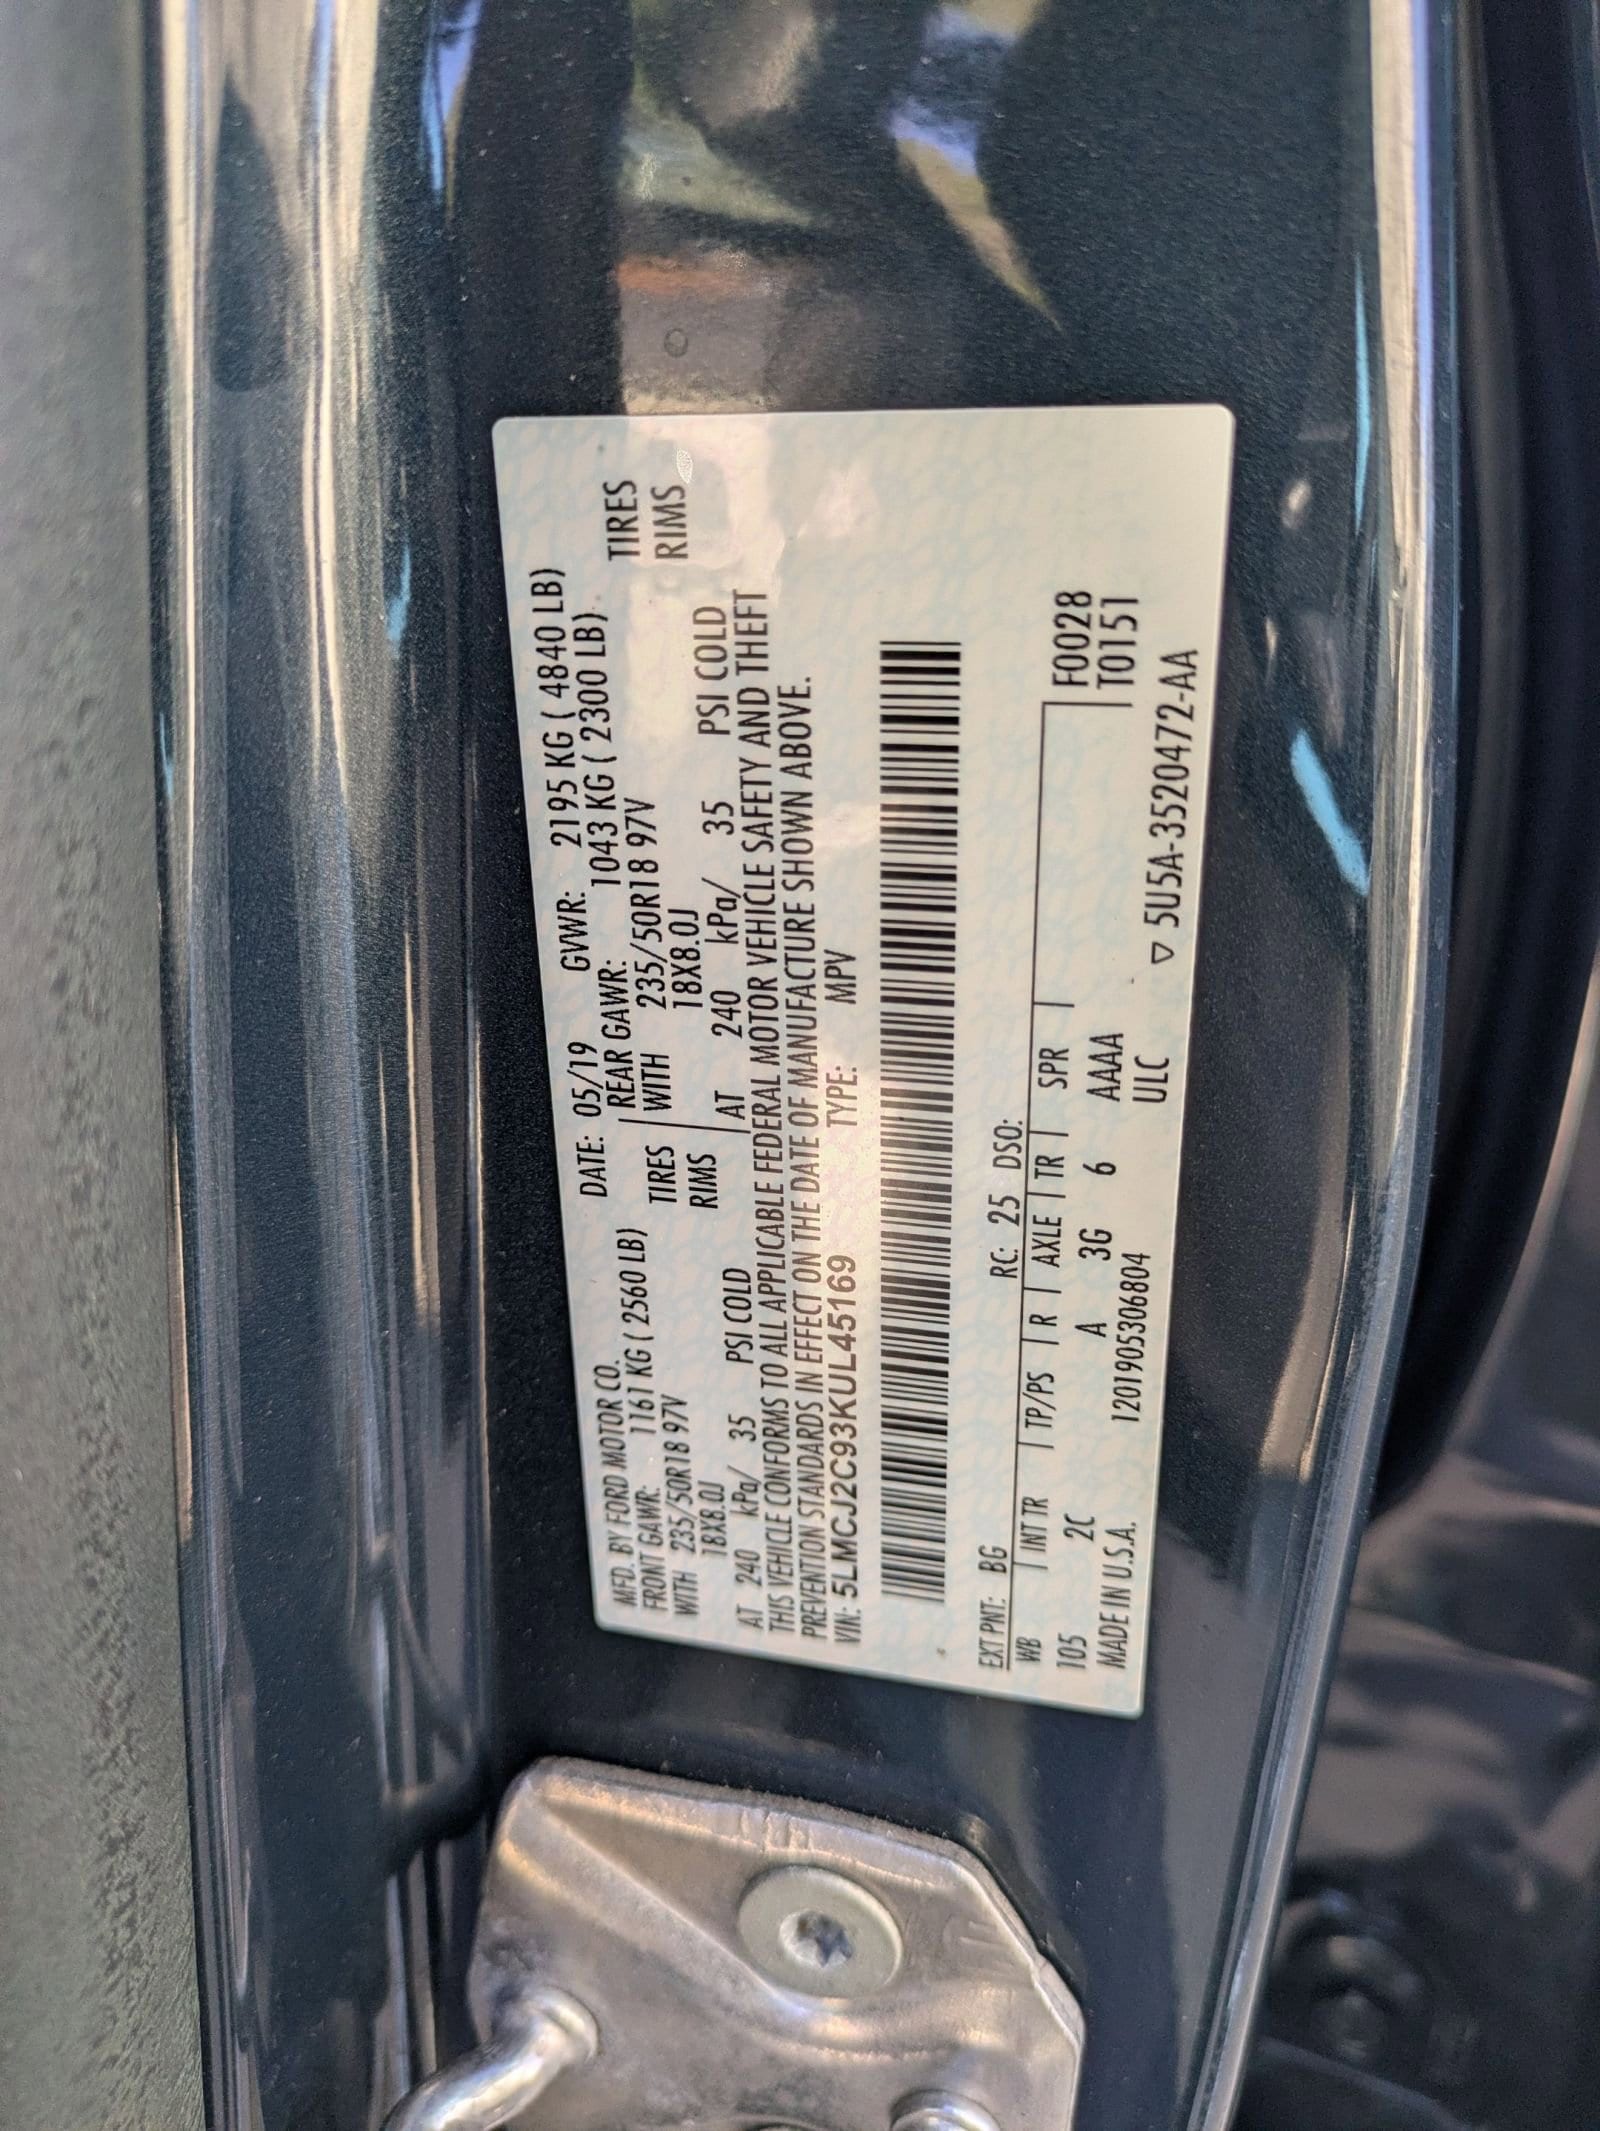 MFD. BY FORD MOTOR CO. DATE: 05/19 GVWR: 2195 KG ( 4840 LB)
FRONT GAWR: 1161 KG ( 2560 LB) REAR GAWR: 1043 KG ( 2300 LB)
WITH 235/50R18 97V TIRES WITH 235/50R18 97V TIRES
18X8.0J RIMS 18X8.0J RIMS
AT 240 kPa/ 35 PSI COLD AT 240 kPa/ 35 PSI COLD
THIS VEHICLE CONFORMS TO ALL APPLICABLE FEDERAL MOTOR VEHICLE SAFETY AND THEFT
PREVENTION STANDARDS IN EFFECT ON THE DATE OF MANUFACTURE SHOWN ABOVE.
VIN: 5LMCJ2C93KUL45169 TYPE: MPV
EXT PNT: BG RC: 25 DSO:
WB INT TR TP/PS R AXLE TR SPR F0028
105 2C A 3G 6 AAAA T0151
MADE IN U.S.A. 1201905306804 ULC
▽ 5U5A-3520472-AA